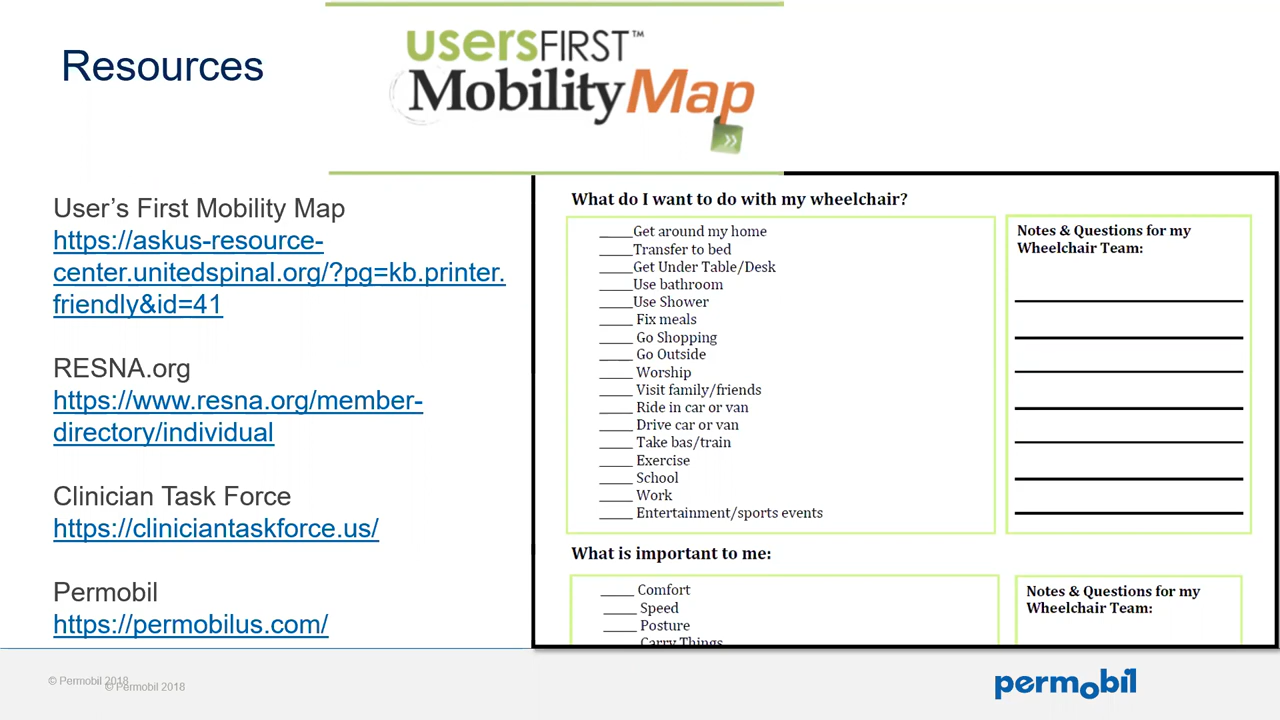 Resources
usersFIRST™
MobilityMap
User's First Mobility Map
https://askus-resource-
center.unitedspinal.org/?pg=kb.printer.
friendly&id=41
RESNA.org
https://www.resna.org/member-
directory/individual
Clinician Task Force
https://cliniciantaskforce.us/
Permobil
https://permobilus.com/
What do I want to do with my wheelchair?
_____Get around my home
_____Transfer to bed
_____Get Under Table/Desk
_____Use bathroom
_____Use Shower
_____ Fix meals
_____ Go Shopping
_____ Go Outside
_____ Worship
_____ Visit family/friends
_____ Ride in car or van
_____ Drive car or van
_____ Take bas/train
_____ Exercise
_____ School
_____ Work
_____ Entertainment/sports events
Notes & Questions for my
Wheelchair Team:
What is important to me:
_____ Comfort
_____ Speed
_____ Posture
_____ Carry Things
Notes & Questions for my
Wheelchair Team:
© Permobil 2018
© Permobil 2018
permobil